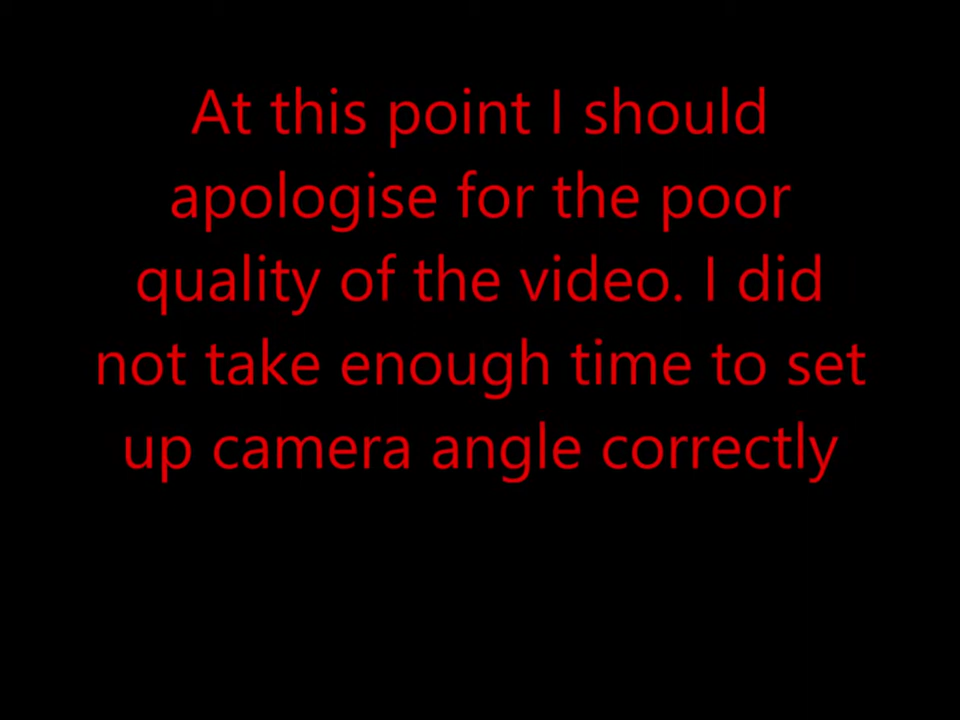 At this point I should
apologise for the poor
quality of the video. I did
not take enough time to set
up camera angle correctly